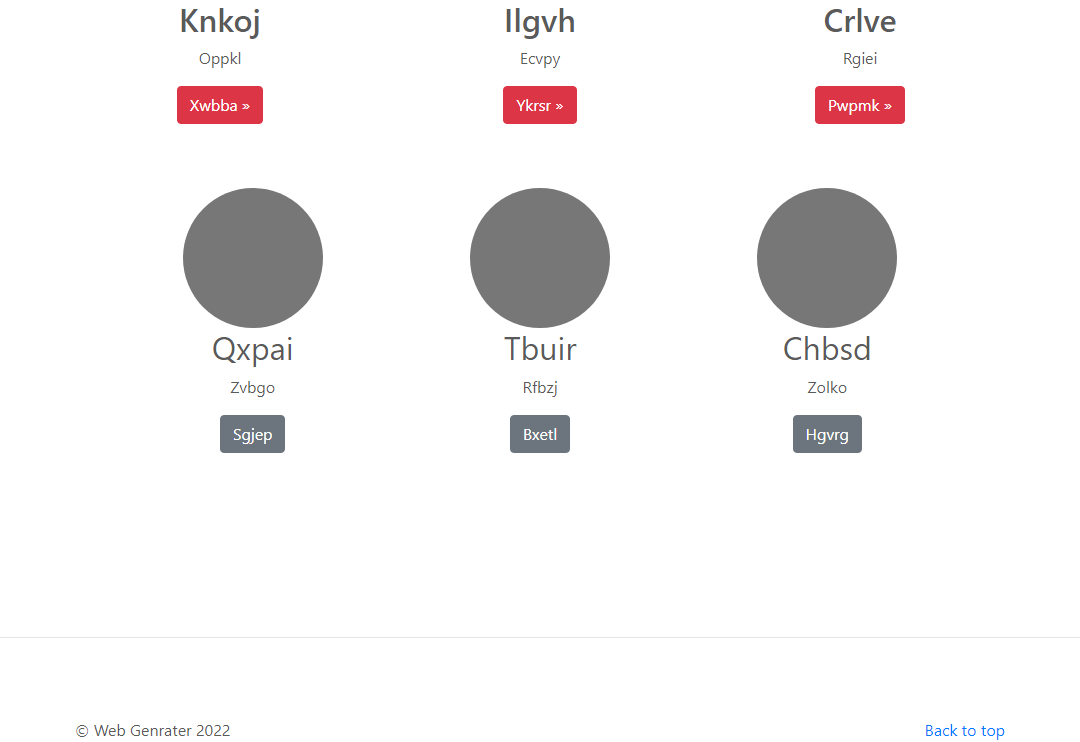 Knkoj
Ilgvh
Crlve
Oppkl
Ecvpy
Rgiei
Xwbba »
Ykrsr »
Pwpmk »
Qxpai
Tbuir
Chbsd
Zvbgo
Rfbzj
Zolko
Sgjep
Bxetl
Hgvrg
© Web Genrater 2022
Back to top